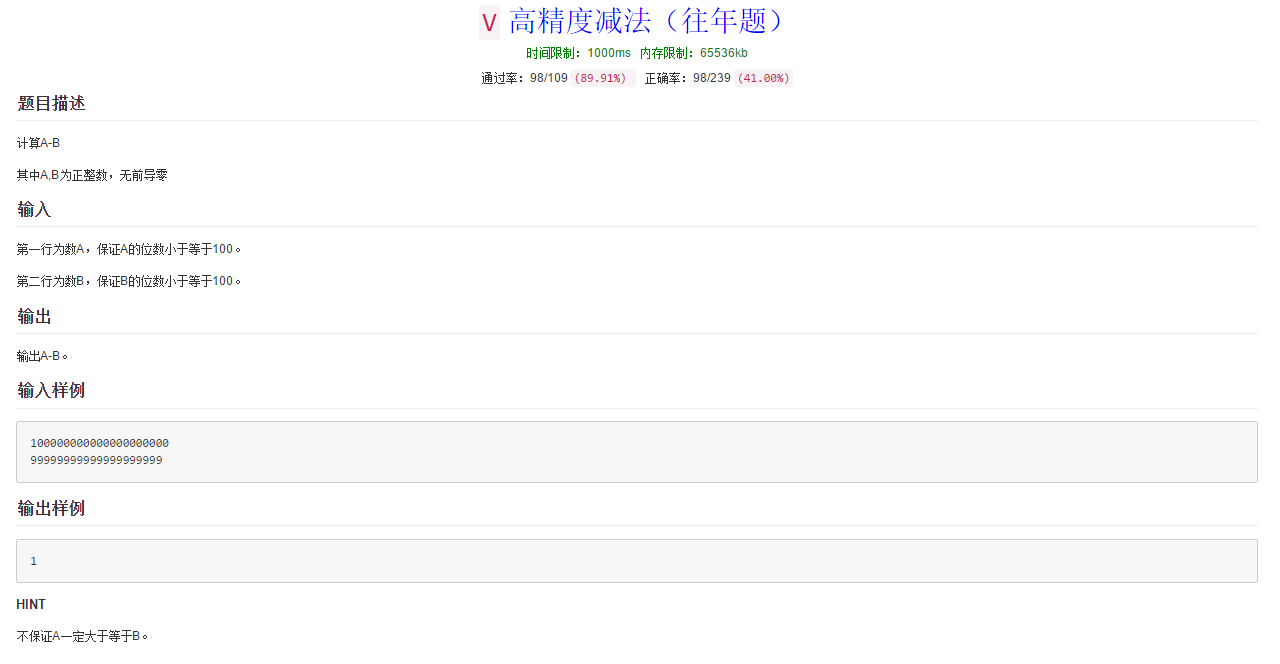 V 高精度减法（往年题）
时间限制：1000ms 内存限制：65536kb
通过率：98/109 (89.91%) 正确率：98/239 (41.00%)
题目描述
计算A-B
其中A,B为正整数，无前导零
输入
第一行为数A，保证A的位数小于等于100。
第二行为数B，保证B的位数小于等于100。
输出
输出A-B。
输入样例
100000000000000000000
99999999999999999999
输出样例
1
HINT
不保证A一定大于等于B。